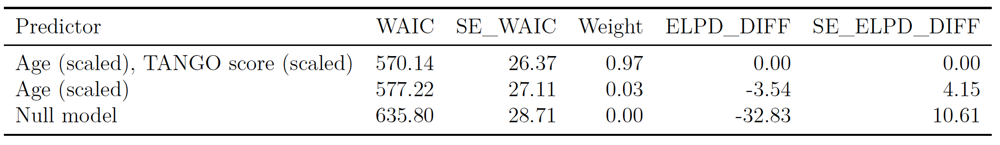 Predictor WAIC SE_WAIC Weight ELPD_DIFF SE_ELPD_DIFF
Age (scaled), TANGO score (scaled) 570.14 26.37 0.97 0.00 0.00
Age (scaled) 577.22 27.11 0.03 -3.54 4.15
Null model 635.80 28.71 0.00 -32.83 10.61